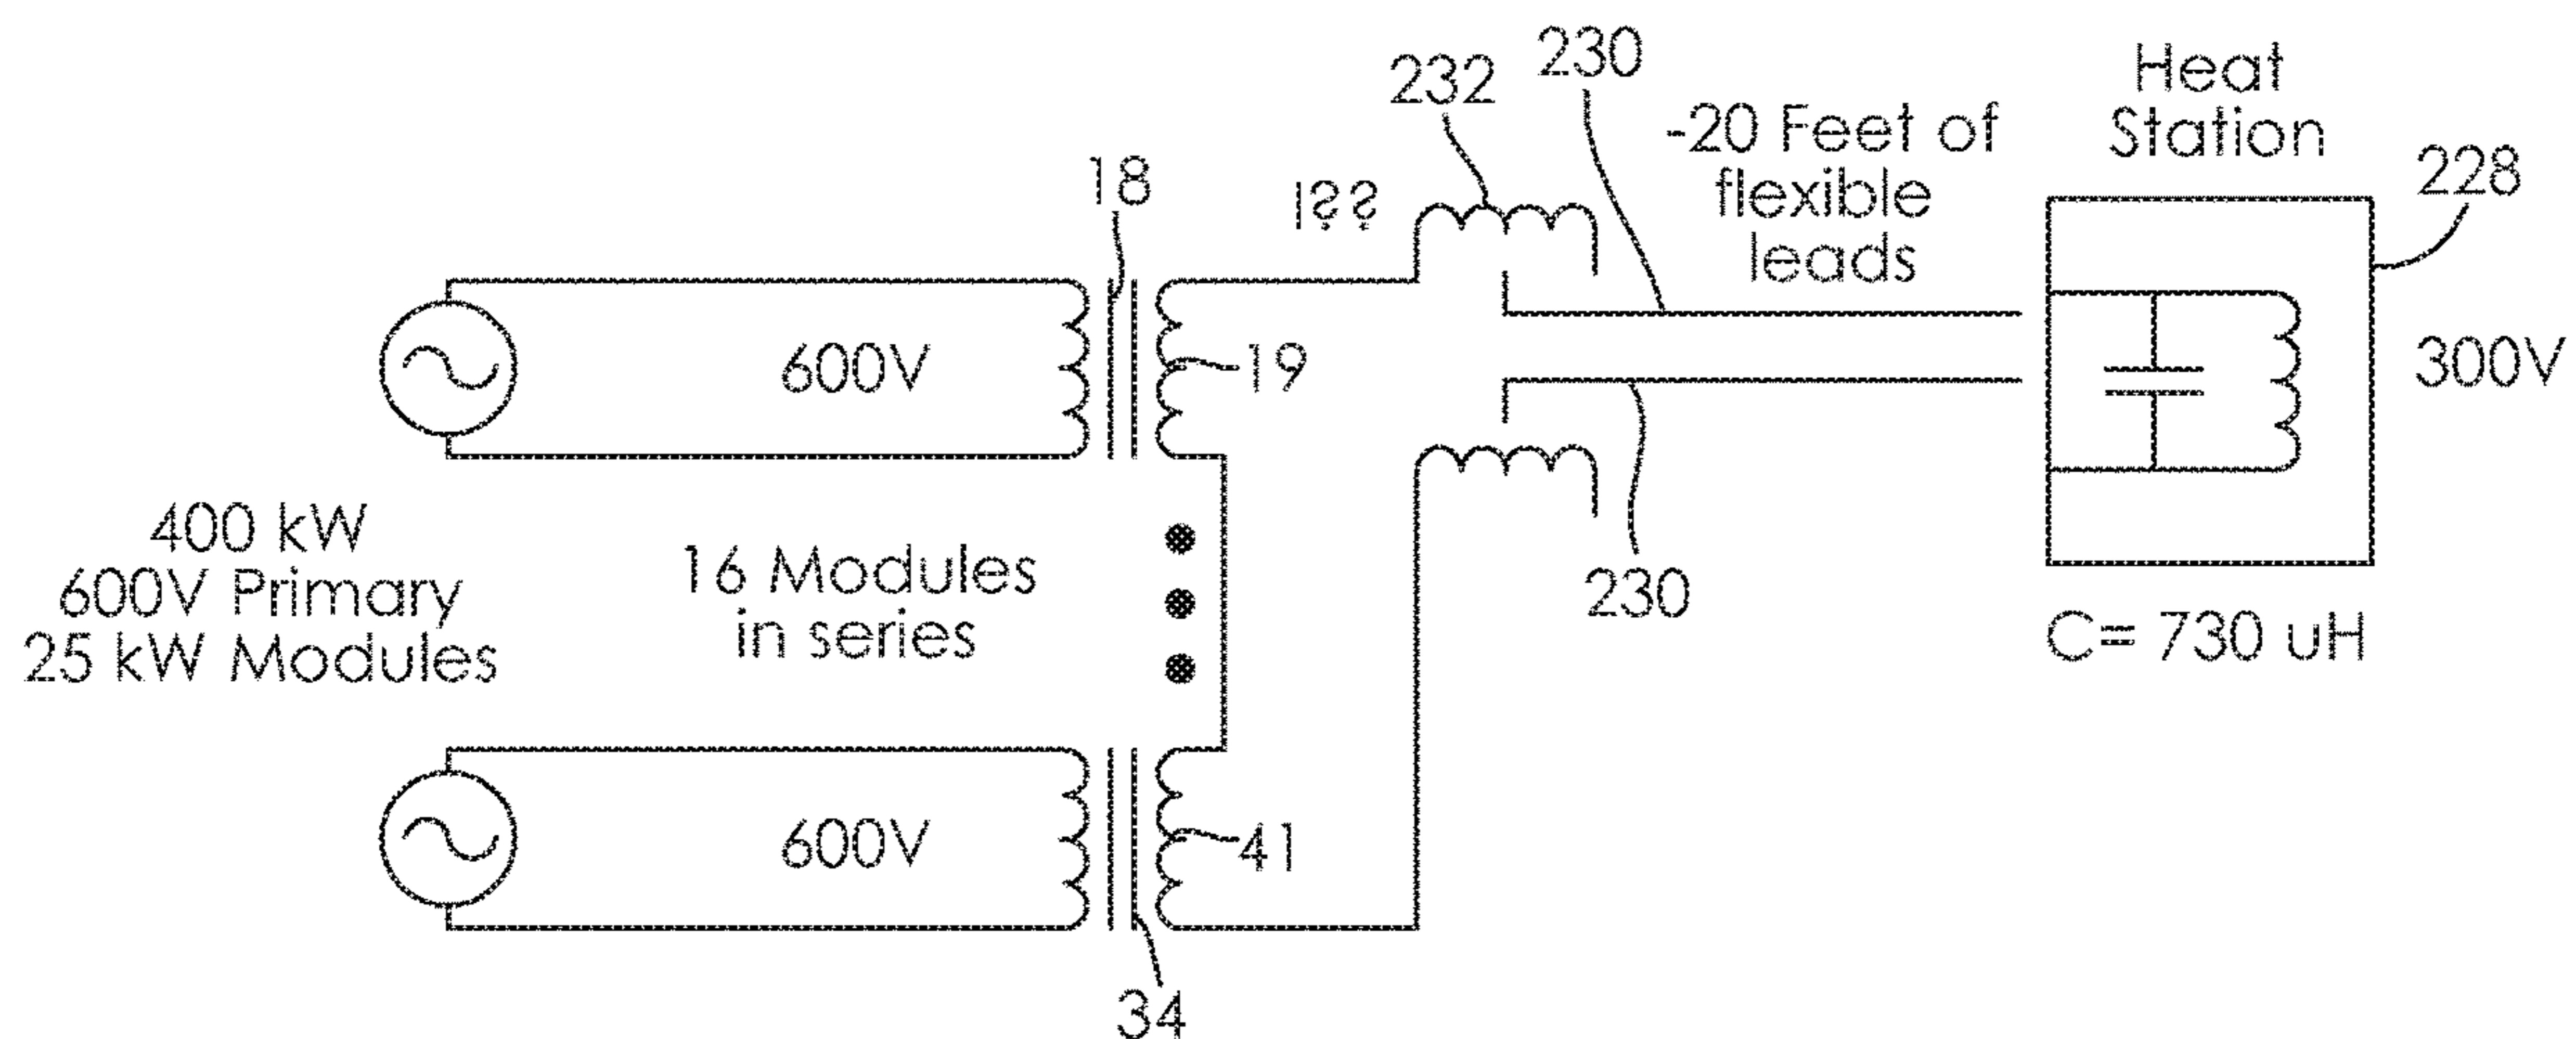 232
230
Heat
Station
-20 Feet of
flexible
leads
228
18
600V
19
300V
400 kW
600V Primary
25 kW Modules
16 Modules
in series
230
C= 730 uH
600V
41
34